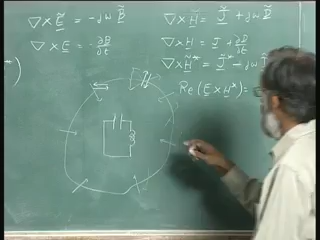 ∇ x Ẽ = -jω B̃
∇ x E = -∂B/∂t
∇ x H̃ = J̃ + jω D̃
∇ x H = J + ∂D/∂t
∇ x H̃* = J̃* - jω
Re (E x H*) =